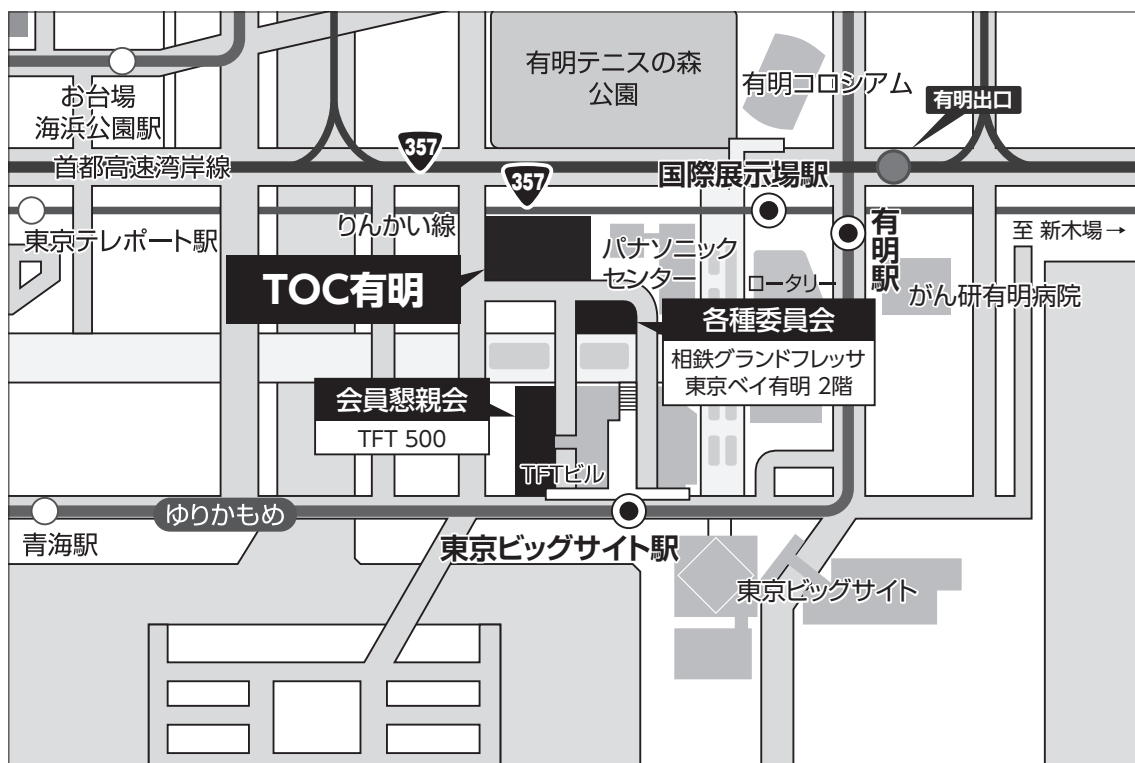 有明テニスの森
公園
有明コロシアム
有明出口
お台場
海浜公園駅
357
首都高速湾岸線
357
国際展示場駅
りんかい線
東京テレポート駅
パナソニック
センター
有明駅
至 新木場→
TOC有明
ロータリー
がん研有明病院
各種委員会
相鉄グランドフレッサ
東京ベイ有明 2階
会員懇親会
TFT 500
TFTビル
ゆりかもめ
青海駅
東京ビッグサイト駅
東京ビッグサイト